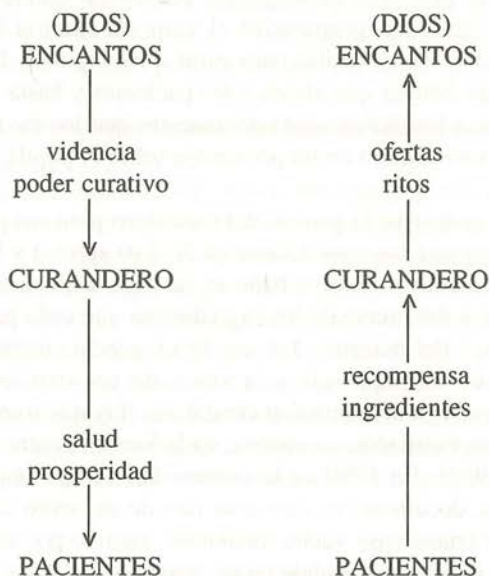 (DIOS)
ENCANTOS
videncia
poder curativo
CURANDERO
salud
prosperidad
PACIENTES
(DIOS)
ENCANTOS
ofertas
ritos
CURANDERO
recompensa
ingredientes
PACIENTES